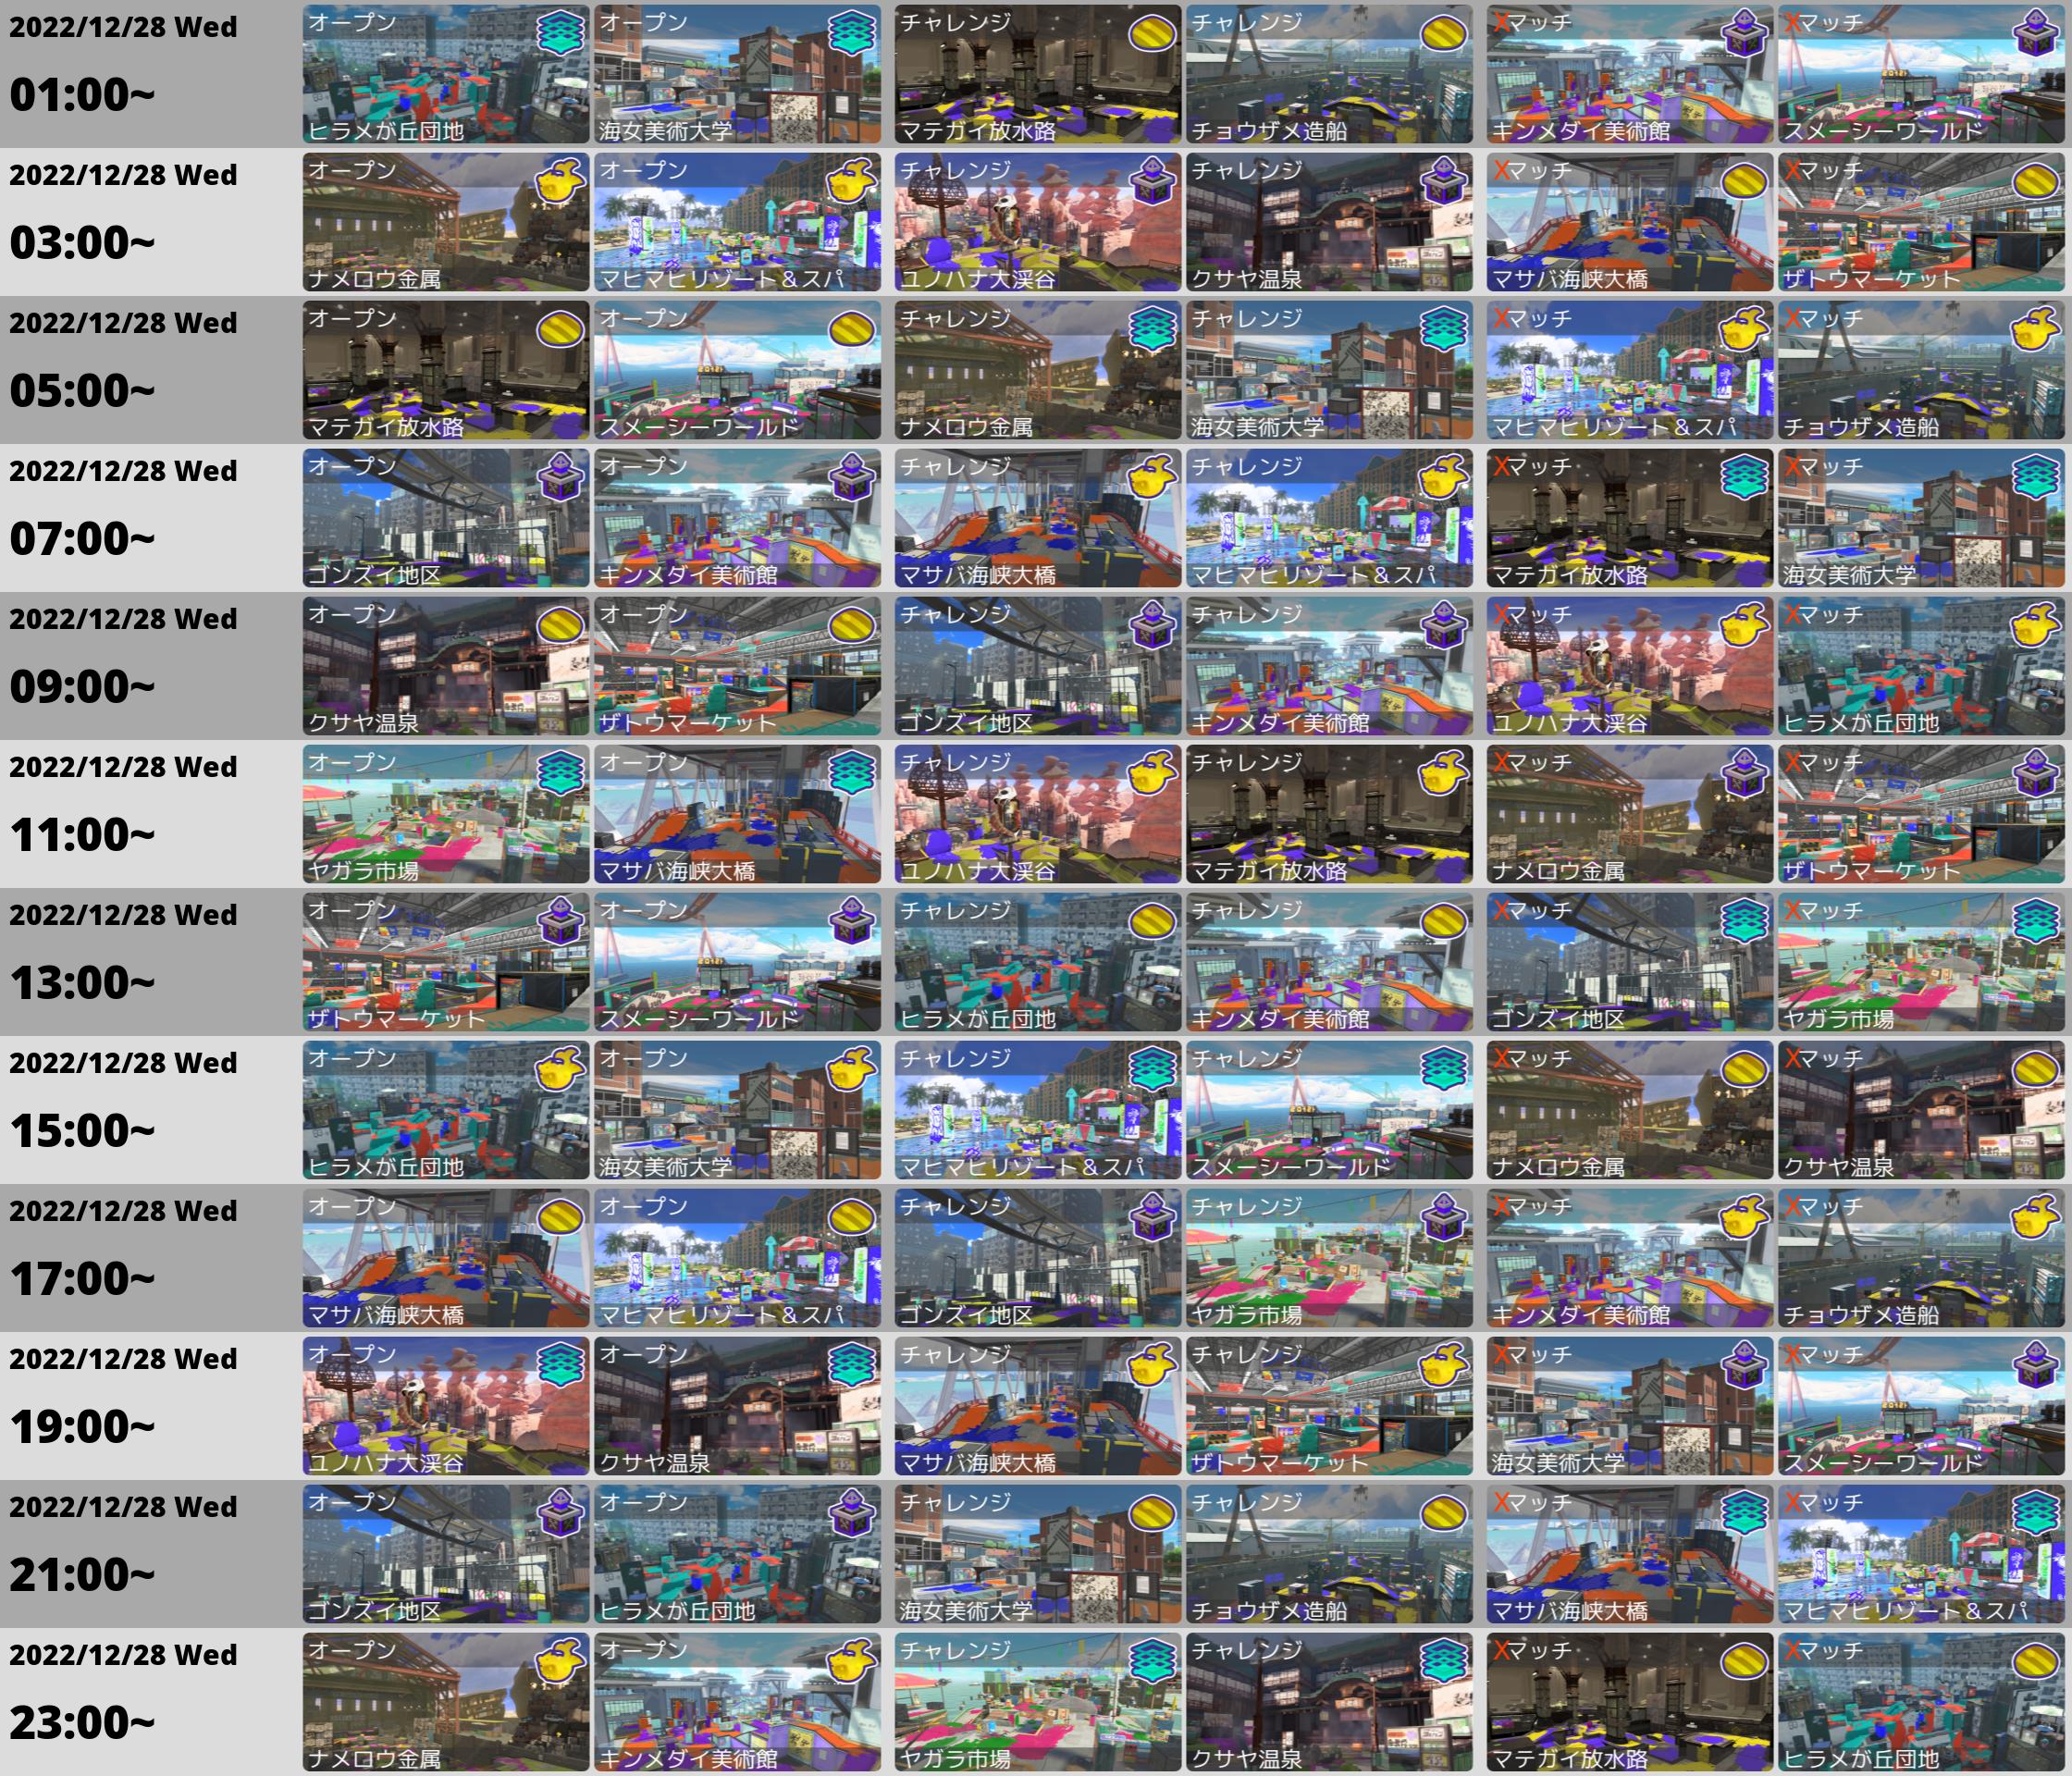 2022/12/28 Wed
01:00~
オープン オープン チャレンジ チャレンジ Xマッチ Xマッチ
ヒラメが丘団地 海女美術大学 マテガイ放水路 チョウザメ造船 キンメダイ美術館 スメーシーワールド
2022/12/28 Wed
03:00~
オープン オープン チャレンジ チャレンジ Xマッチ Xマッチ
ナメロウ金属 マヒマヒリゾート＆スパ ユノハナ大渓谷 クサヤ温泉 マサバ海峡大橋 ザトウマーケット
2022/12/28 Wed
05:00~
オープン オープン チャレンジ チャレンジ Xマッチ Xマッチ
マテガイ放水路 スメーシーワールド ナメロウ金属 海女美術大学 マヒマヒリゾート＆スパ チョウザメ造船
2022/12/28 Wed
07:00~
オープン オープン チャレンジ チャレンジ Xマッチ Xマッチ
ゴンズイ地区 キンメダイ美術館 マサバ海峡大橋 マヒマヒリゾート＆スパ マテガイ放水路 海女美術大学
2022/12/28 Wed
09:00~
オープン オープン チャレンジ チャレンジ Xマッチ Xマッチ
クサヤ温泉 ザトウマーケット ゴンズイ地区 キンメダイ美術館 ユノハナ大渓谷 ヒラメが丘団地
2022/12/28 Wed
11:00~
オープン オープン チャレンジ チャレンジ Xマッチ Xマッチ
ヤガラ市場 マサバ海峡大橋 ユノハナ大渓谷 マテガイ放水路 ナメロウ金属 ザトウマーケット
2022/12/28 Wed
13:00~
オープン オープン チャレンジ チャレンジ Xマッチ Xマッチ
ザトウマーケット スメーシーワールド ヒラメが丘団地 キンメダイ美術館 ゴンズイ地区 ヤガラ市場
2022/12/28 Wed
15:00~
オープン オープン チャレンジ チャレンジ Xマッチ Xマッチ
ヒラメが丘団地 海女美術大学 マヒマヒリゾート＆スパ スメーシーワールド ナメロウ金属 クサヤ温泉
2022/12/28 Wed
17:00~
オープン オープン チャレンジ チャレンジ Xマッチ Xマッチ
マサバ海峡大橋 マヒマヒリゾート＆スパ ゴンズイ地区 ヤガラ市場 キンメダイ美術館 チョウザメ造船
2022/12/28 Wed
19:00~
オープン オープン チャレンジ チャレンジ Xマッチ Xマッチ
ユノハナ大渓谷 クサヤ温泉 マサバ海峡大橋 ザトウマーケット 海女美術大学 スメーシーワールド
2022/12/28 Wed
21:00~
オープン オープン チャレンジ チャレンジ Xマッチ Xマッチ
ゴンズイ地区 ヒラメが丘団地 海女美術大学 チョウザメ造船 マサバ海峡大橋 マヒマヒリゾート＆スパ
2022/12/28 Wed
23:00~
オープン オープン チャレンジ チャレンジ Xマッチ Xマッチ
ナメロウ金属 キンメダイ美術館 ヤガラ市場 クサヤ温泉 マテガイ放水路 ヒラメが丘団地